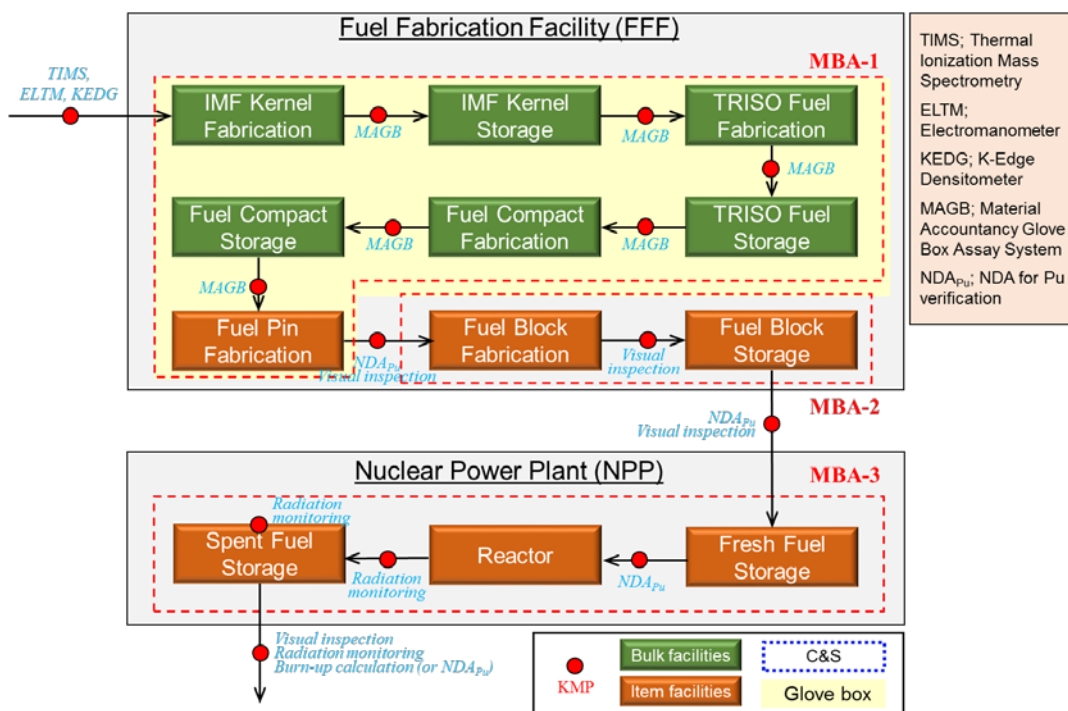 Fuel Fabrication Facility (FFF)
MBA-1
TIMS,
ELTM, KEDG
IMF Kernel
Fabrication
MAGB
IMF Kernel
Storage
MAGB
TRISO Fuel
Fabrication
MAGB
Fuel Compact
Storage
MAGB
Fuel Compact
Fabrication
MAGB
TRISO Fuel
Storage
MAGB
Fuel Pin
Fabrication
NDAPu
Visual inspection
Fuel Block
Fabrication
Visual
inspection
Fuel Block
Storage
MBA-2
NDAPu
Visual inspection
Nuclear Power Plant (NPP)
MBA-3
Radiation
monitoring
Spent Fuel
Storage
Radiation
monitoring
Reactor
NDAPu
Fresh Fuel
Storage
Visual inspection
Radiation monitoring
Burn-up calculation (or NDAPu)
KMP
Bulk facilities
Item facilities
C&S
Glove box
TIMS; Thermal
Ionization Mass
Spectrometry
ELTM;
Electromanometer
KEDG; K-Edge
Densitometer
MAGB; Material
Accountancy Glove
Box Assay System
NDAPu; NDA for Pu
verification